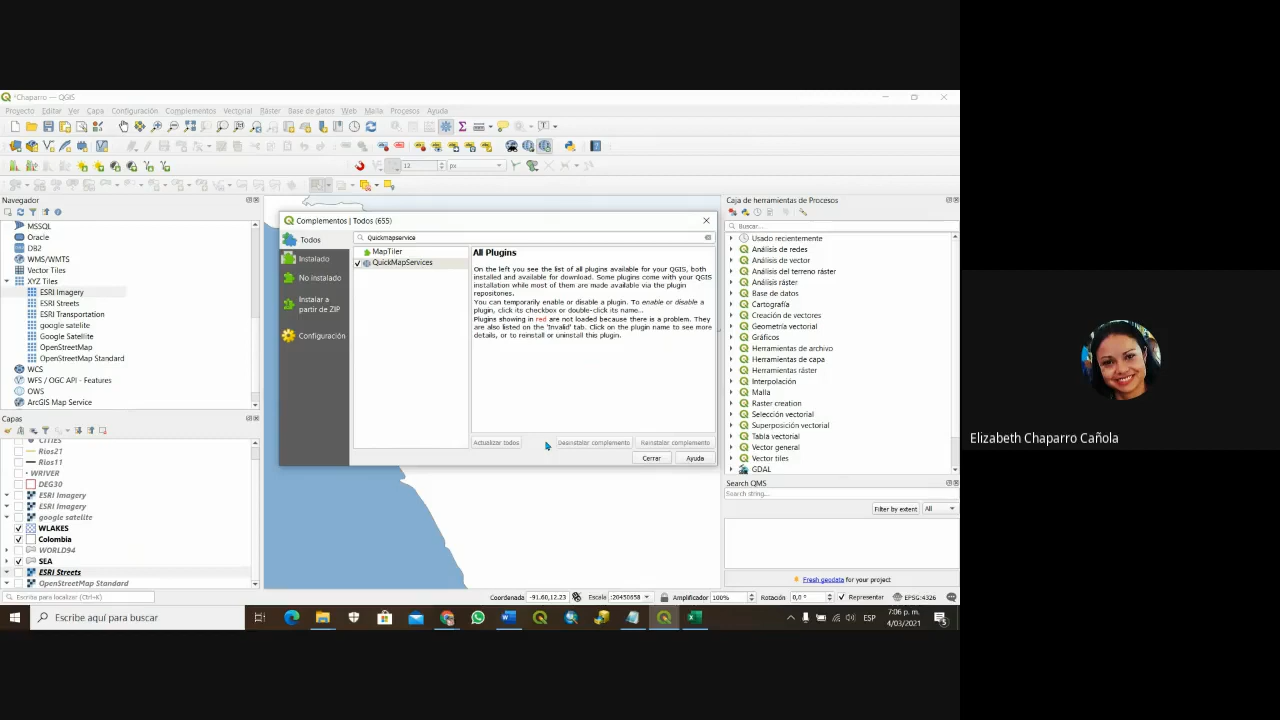 *Chaparro — QGIS
Proyecto Editar Ver Capa Configuración Complementos Vectorial Ráster Base de datos Web Malla Procesos Ayuda
12.
px
Navegador
MSSQL
Oracle
DB2
WMS/WMTS
Vector Tiles
XYZ Tiles
ESRI Imagery
ESRI Streets
ESRI Transportation
google satelite
Google Satellite
OpenStreetMap
OpenStreetMap Standard
WCS
WFS / OGC API - Features
OWS
ArcGIS Map Service
Capas
CITIES
Rios21
Rios11
WRIVER
DEG30
ESRI Imagery
ESRI Imagery
google satelite
WLAKES
Colombia
WORLD94
SEA
ESRI Streets
OpenStreetMap Standard
Complementos | Todos (655)
Todos
Instalado
No instalado
Instalar a
partir de ZIP
Configuración
Quickmapservice
MapTiler
QuickMapServices
All Plugins
On the left you see the list of all plugins available for your QGIS, both
installed and available for download. Some plugins come with your QGIS
installation while most of them are made available via the plugin
repositories.
You can temporarily enable or disable a plugin. To enable or disable a
plugin, click its checkbox or double-click its name...
Plugins showing in red are not loaded because there is a problem. They
are also listed on the 'Invalid' tab. Click on the plugin name to see more
details, or to reinstall or uninstall this plugin.
Actualizar todos
Desinstalar complemento
Reinstalar complemento
Cerrar
Ayuda
Caja de herramientas de Procesos
Buscar...
Usado recientemente
Análisis de redes
Análisis de vector
Análisis del terreno ráster
Análisis ráster
Base de datos
Cartografía
Creación de vectores
Geometría vectorial
Gráficos
Herramientas de archivo
Herramientas de capa
Herramientas ráster
Interpolación
Malla
Raster creation
Selección vectorial
Superposición vectorial
Tabla vectorial
Vector general
Vector tiles
GDAL
Search QMS
Search string...
Filter by extent
All
Fresh geodata for your project
Escriba para localizar (Ctrl+K)
Coordenada -91.60,12.23 Escala :20450658 Amplificador 100% Rotación 0,0 ° Representar EPSG:4326
Escribe aquí para buscar
ESP
7:06 p. m.
4/03/2021
5
Elizabeth Chaparro Cañola